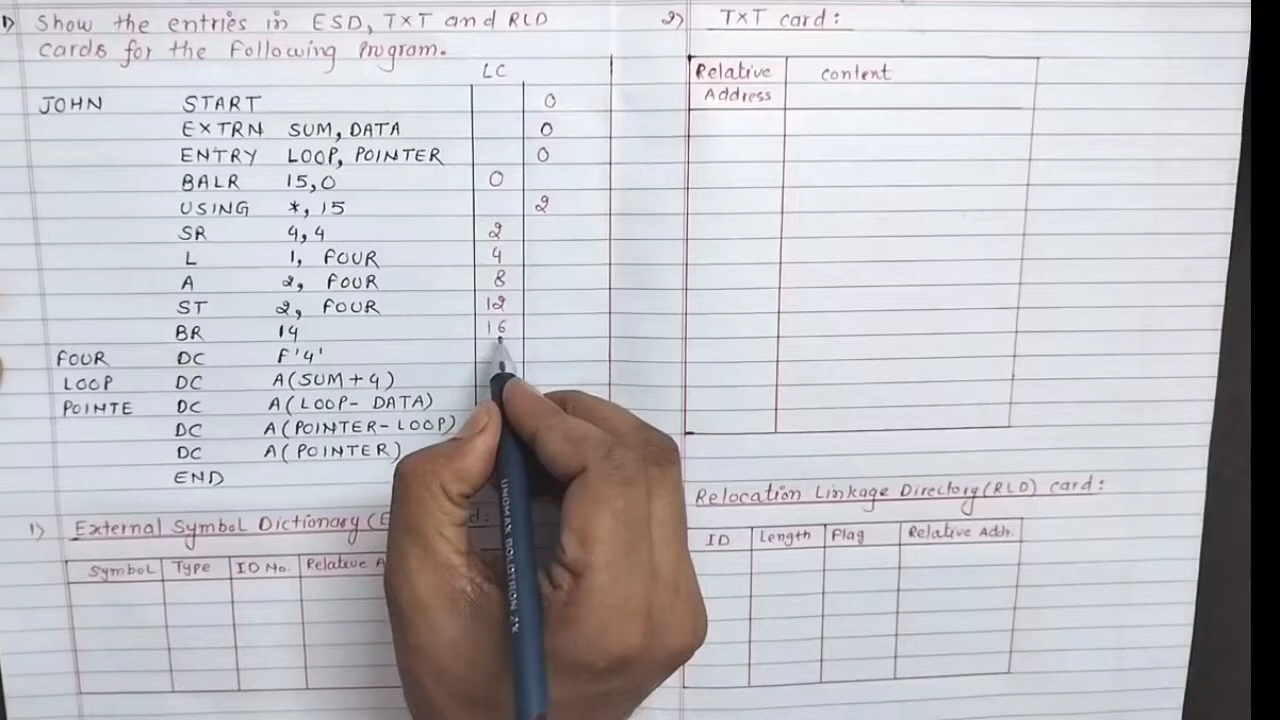 1) Show the entries in ESD, TXT and RLD
cards for the following program.
LC
JOHN START 0
EXTRN SUM, DATA 0
ENTRY LOOP, POINTER 0
BALR 15,0 0
USING *, 15 2
SR 4,4 2
L 1, FOUR 4
A 2, FOUR 8
ST 2, FOUR 12
BR 14 16
FOUR DC F'4'
LOOP DC A(SUM+4)
POINTE DC A(LOOP- DATA)
DC A(POINTER-LOOP)
DC A(POINTER)
END
1) External Symbol Dictionary
Symbol Type ID No. Relative
2) TXT card:
Relative Address content
Relocation Linkage Directory(RLD) card:
ID Length Flag Relative Addr.
UNOMAX